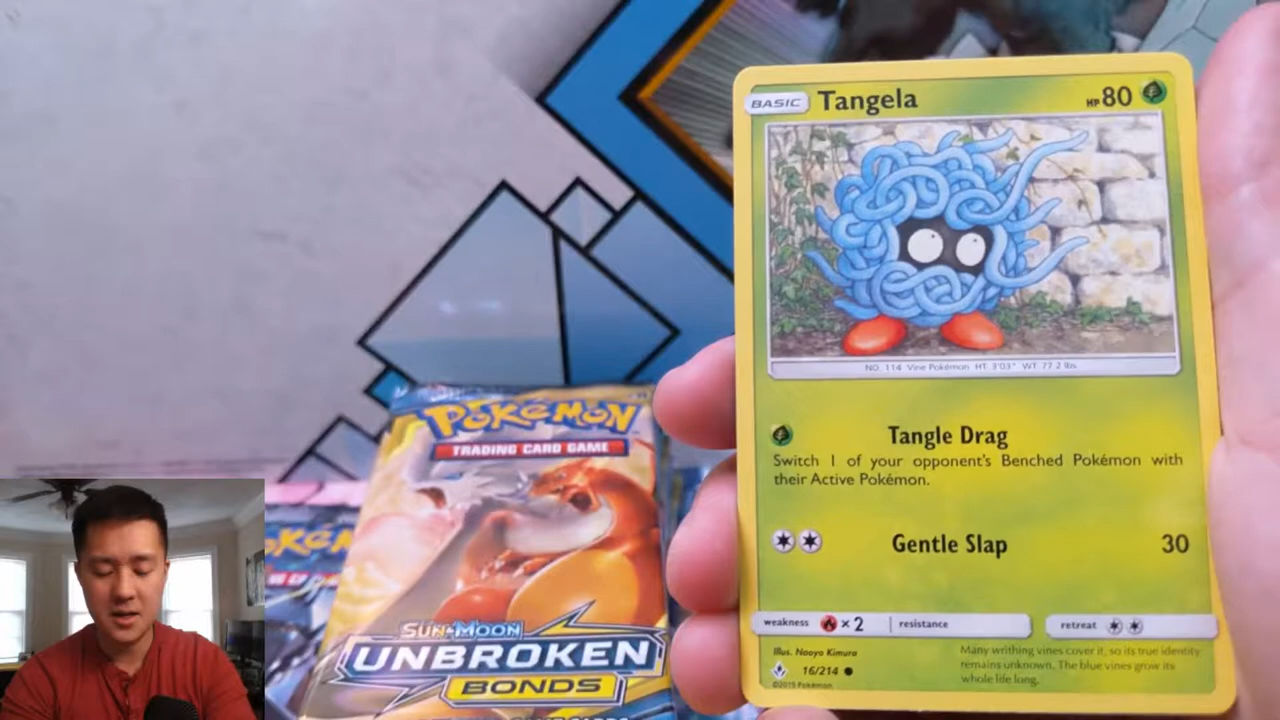 BASIC Tangela HP 80
NO. 114 Vine Pokémon HT 3'03" WT 77.2 lbs.
Tangle Drag
Switch 1 of your opponent's Benched Pokémon with
their Active Pokémon.
Gentle Slap 30
weakness ×2 resistance retreat
Illus. Naoyo Kimura
16/214
©2019 Pokémon
Many writhing vines cover it, so its true identity
remains unknown. The blue vines grow its
whole life long.
POKÉMON
TRADING CARD GAME
SUN & MOON
UNBROKEN
BONDS